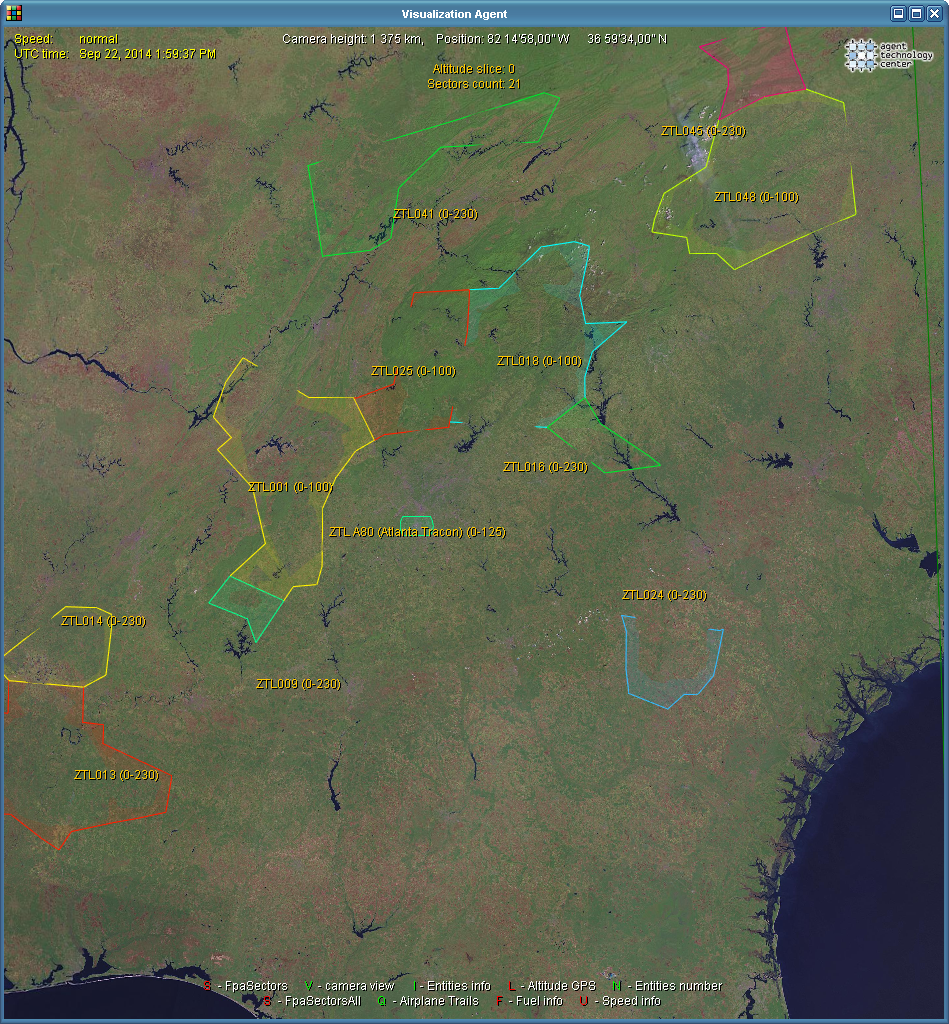 Visualization Agent
Speed: normal
Camera height: 1 375 km, Position: 82 14'58,00'' W 36 59'34,00'' N
UTC time: Sep 22, 2014 1:59:37 PM
agent
technology
center
Altitude slice: 0
Sectors count: 21
ZTL045 (0-230)
ZTL048 (0-100)
ZTL041 (0-230)
ZTL018 (0-100)
ZTL025 (0-100)
ZTL016 (0-230)
ZTL001 (0-100)
ZTL A80 (Atlanta Tracon) (0-125)
ZTL024 (0-230)
ZTL014 (0-230)
ZTL009 (0-230)
ZTL013 (0-230)
S - FpaSectors V - camera view I - Entities info L - Altitude GPS N - Entities number
S - FpaSectorsAll Q - Airplane Trails F - Fuel info U - Speed info